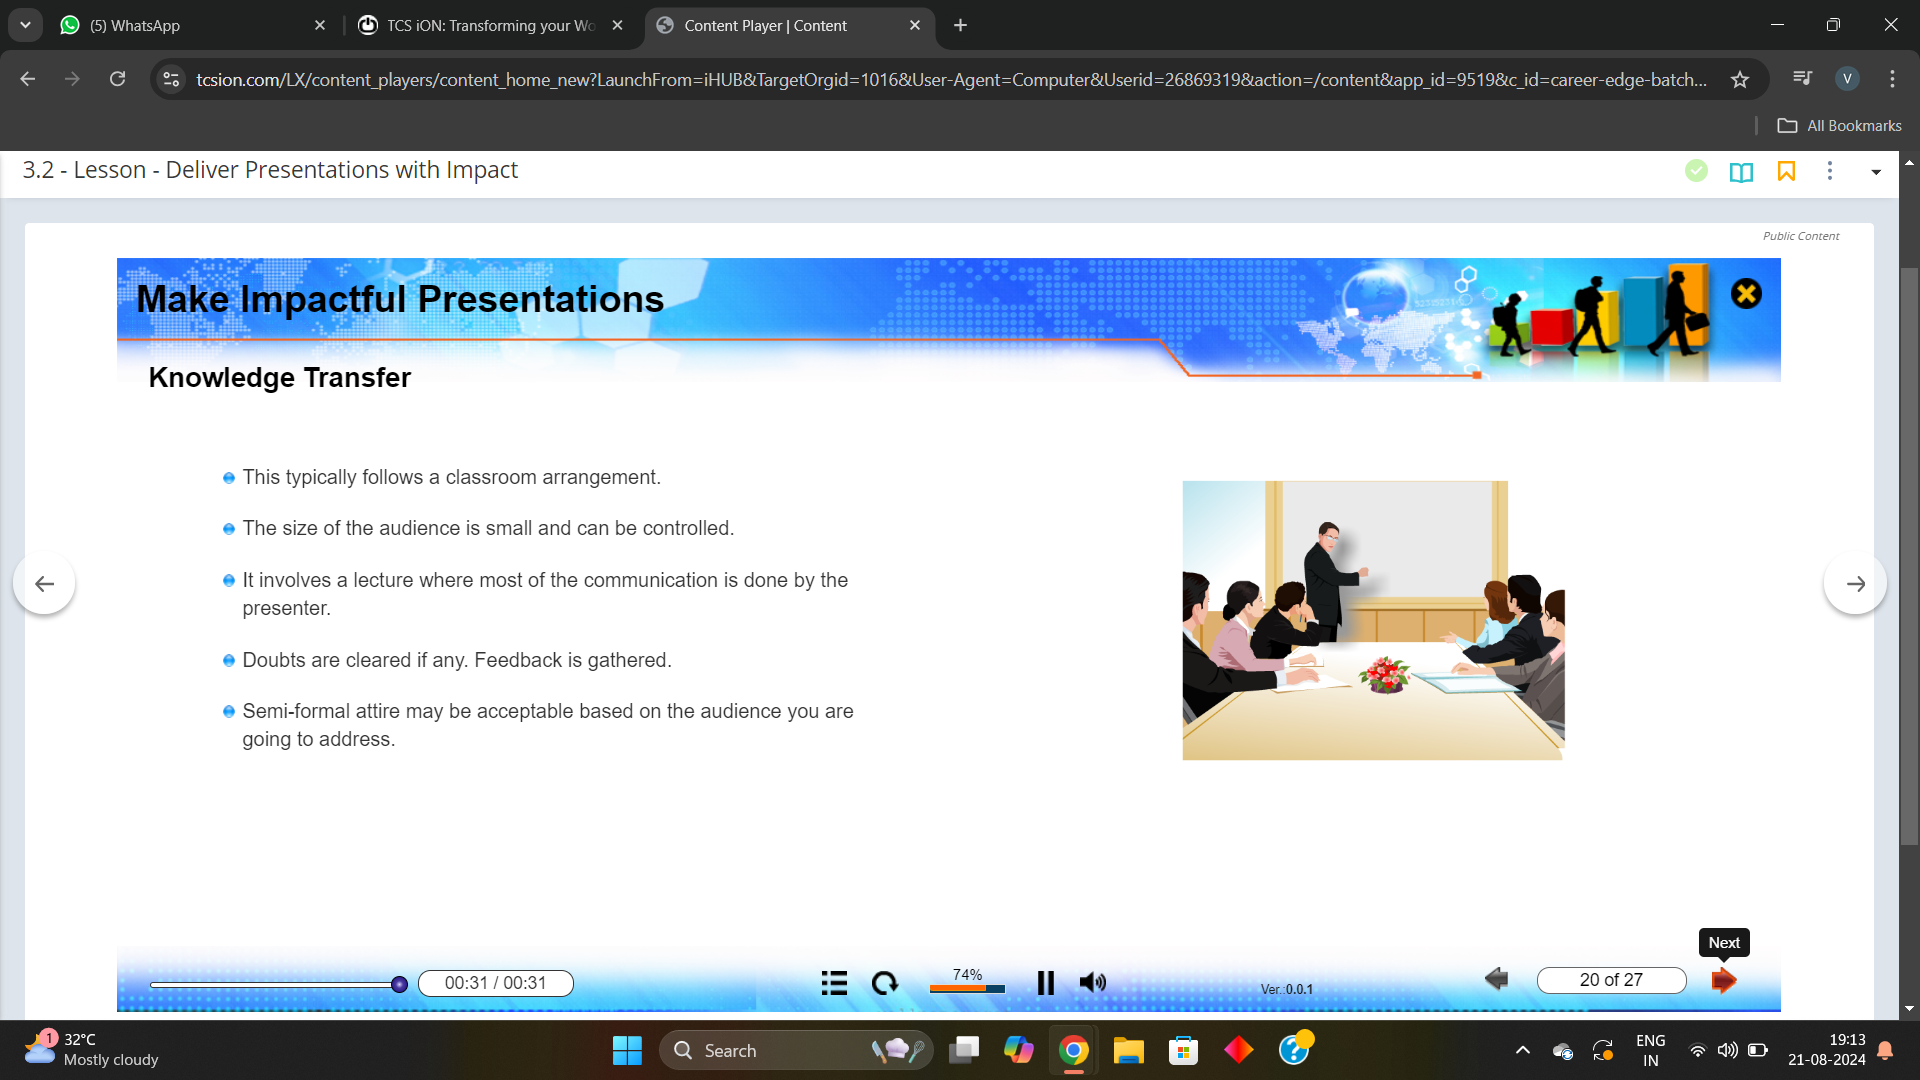 (5) WhatsApp
TCS iON: Transforming your Wo
Content Player | Content
tcsion.com/LX/content_players/content_home_new?LaunchFrom=iHUB&TargetOrgid=1016&User-Agent=Computer&Userid=26869319&action=/content&app_id=9519&c_id=career-edge-batch...
V
All Bookmarks
3.2 - Lesson - Deliver Presentations with Impact
Public Content
Make Impactful Presentations
Knowledge Transfer
This typically follows a classroom arrangement.
The size of the audience is small and can be controlled.
It involves a lecture where most of the communication is done by the
presenter.
Doubts are cleared if any. Feedback is gathered.
Semi-formal attire may be acceptable based on the audience you are
going to address.
Next
00:31 / 00:31
74%
Ver.:0.0.1
20 of 27
1
32°C
Mostly cloudy
Search
ENG
IN
19:13
21-08-2024